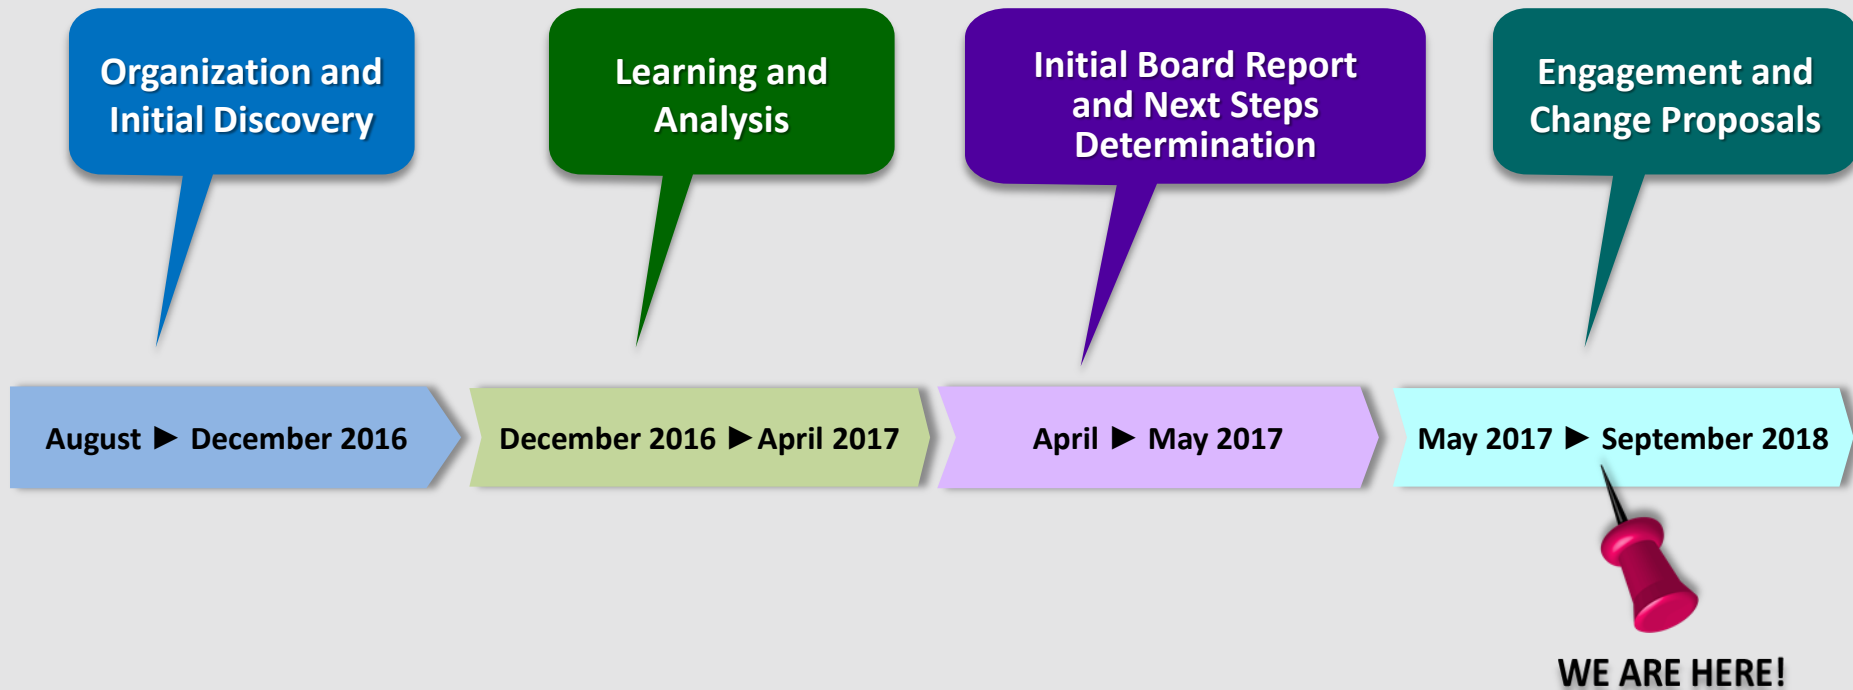 Organization and
Initial Discovery
Learning and
Analysis
Initial Board Report
and Next Steps
Determination
Engagement and
Change Proposals
August ► December 2016
December 2016 ►April 2017
April ► May 2017
May 2017 ► September 2018
WE ARE HERE!